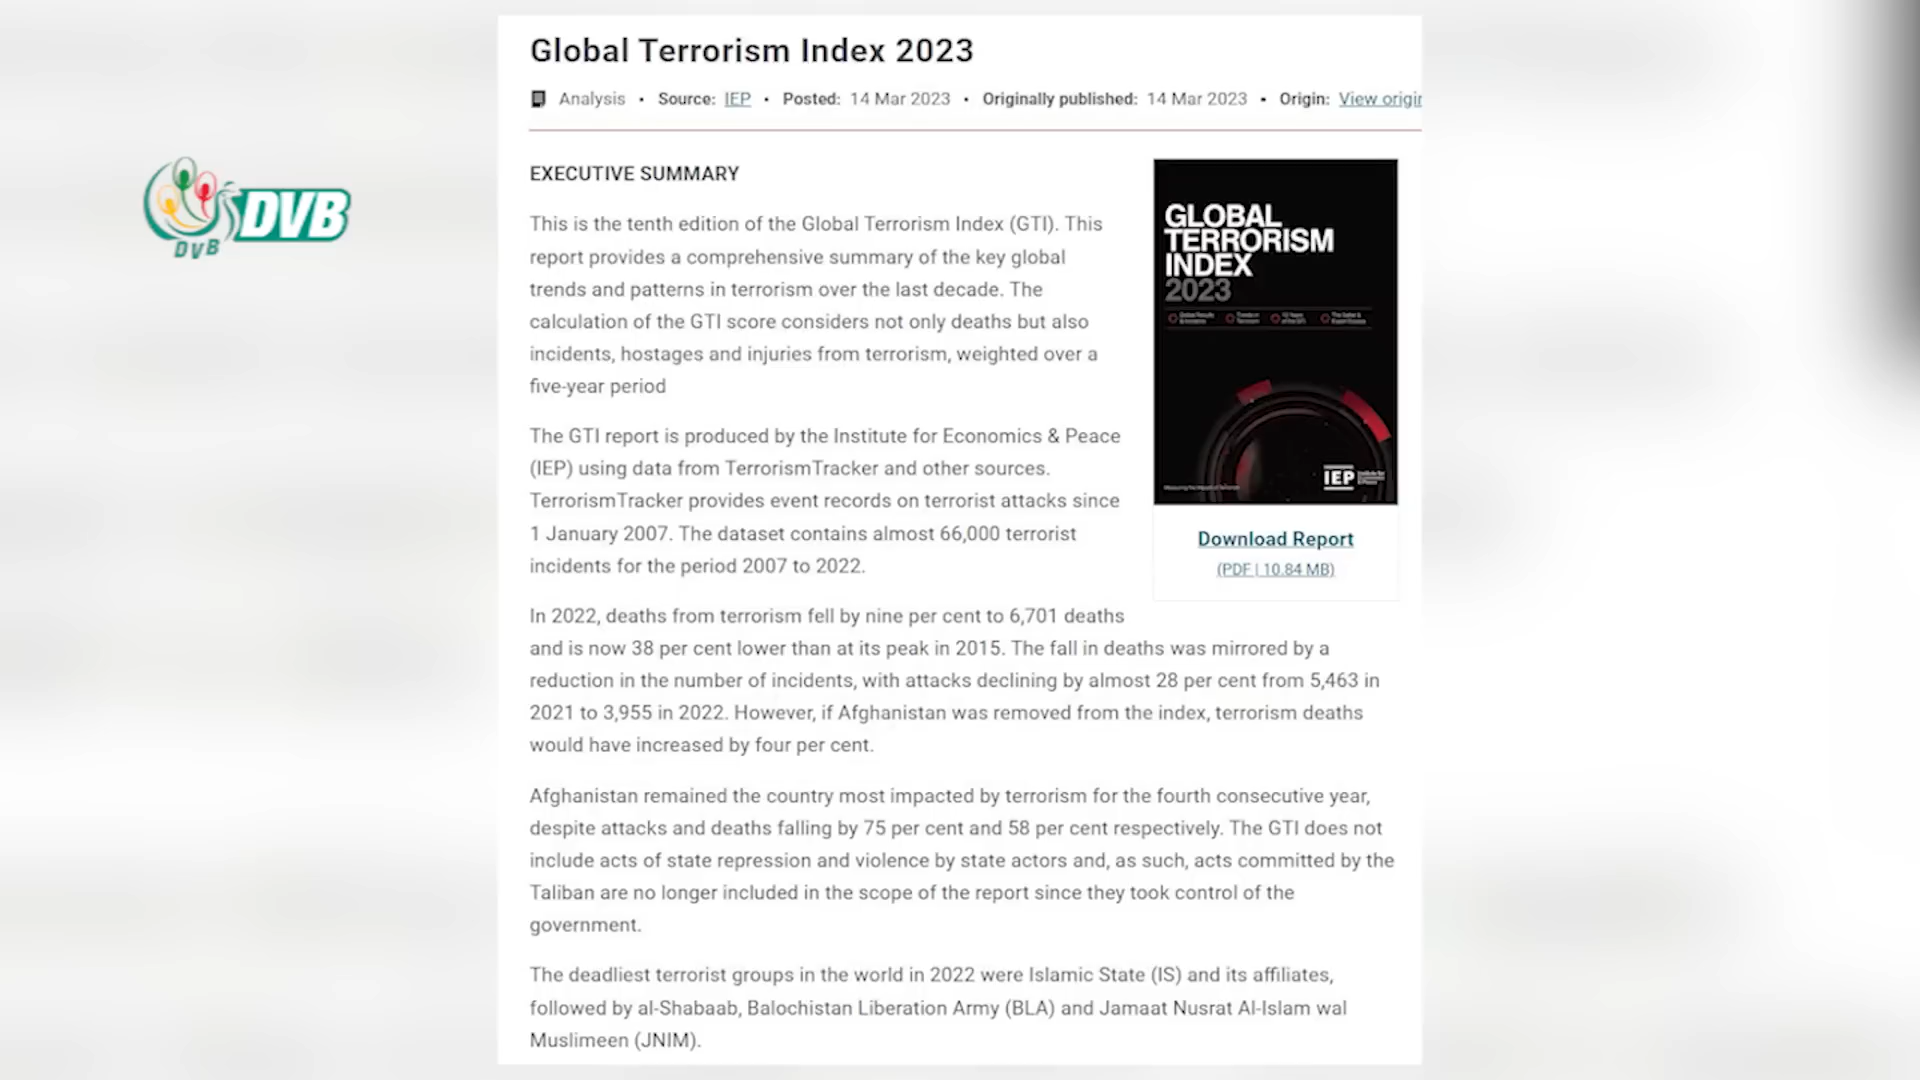 Global Terrorism Index 2023
Analysis • Source: IEP • Posted: 14 Mar 2023 • Originally published: 14 Mar 2023 • Origin: View origin
DVB
DVB
EXECUTIVE SUMMARY
This is the tenth edition of the Global Terrorism Index (GTI). This
report provides a comprehensive summary of the key global
trends and patterns in terrorism over the last decade. The
calculation of the GTI score considers not only deaths but also
incidents, hostages and injuries from terrorism, weighted over a
five-year period
The GTI report is produced by the Institute for Economics & Peace
(IEP) using data from TerrorismTracker and other sources.
TerrorismTracker provides event records on terrorist attacks since
1 January 2007. The dataset contains almost 66,000 terrorist
incidents for the period 2007 to 2022.
GLOBAL
TERRORISM
INDEX
2023
IEP
Download Report
(PDF | 10.84 MB)
In 2022, deaths from terrorism fell by nine per cent to 6,701 deaths
and is now 38 per cent lower than at its peak in 2015. The fall in deaths was mirrored by a
reduction in the number of incidents, with attacks declining by almost 28 per cent from 5,463 in
2021 to 3,955 in 2022. However, if Afghanistan was removed from the index, terrorism deaths
would have increased by four per cent.
Afghanistan remained the country most impacted by terrorism for the fourth consecutive year,
despite attacks and deaths falling by 75 per cent and 58 per cent respectively. The GTI does not
include acts of state repression and violence by state actors and, as such, acts committed by the
Taliban are no longer included in the scope of the report since they took control of the
government.
The deadliest terrorist groups in the world in 2022 were Islamic State (IS) and its affiliates,
followed by al-Shabaab, Balochistan Liberation Army (BLA) and Jamaat Nusrat Al-Islam wal
Muslimeen (JNIM).